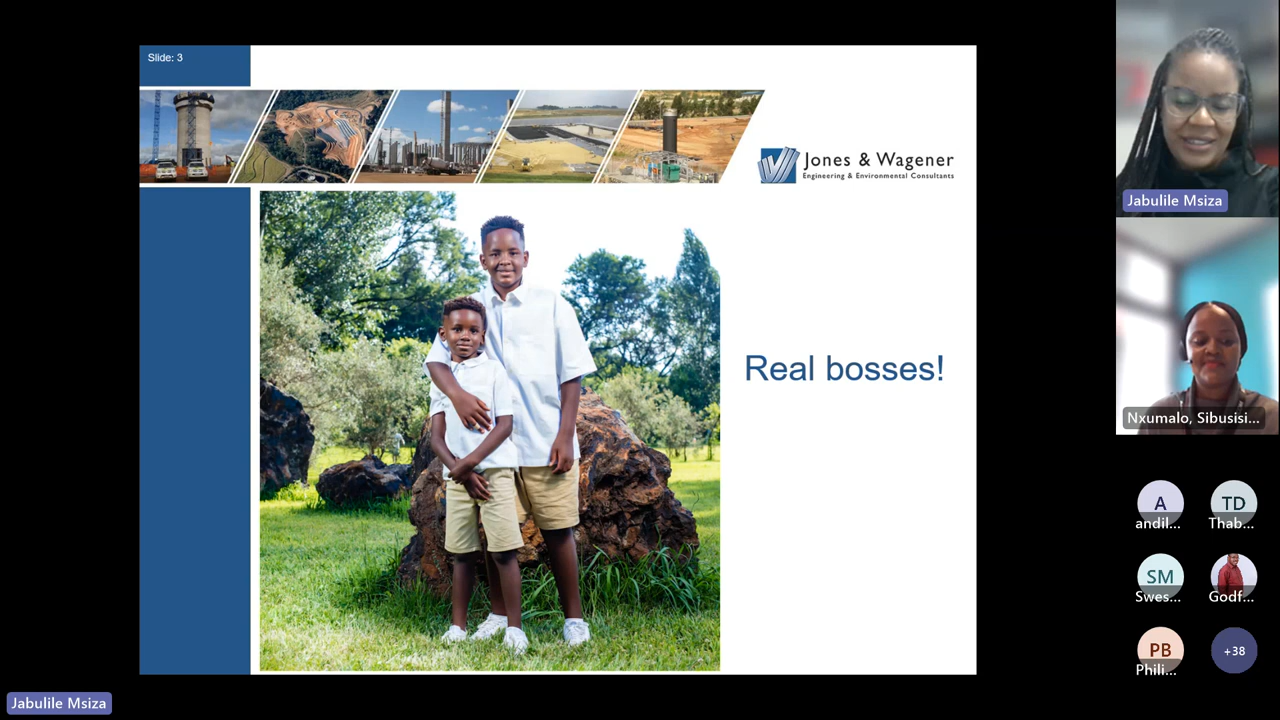 Slide: 3
Jones & Wagener
Engineering & Environmental Consultants
Real bosses!
Jabulile Msiza
Nxumalo, Sibusisi...
A
andil...
TD
Thab...
SM
Swes...
Godf...
PB
Phili...
+38
Jabulile Msiza